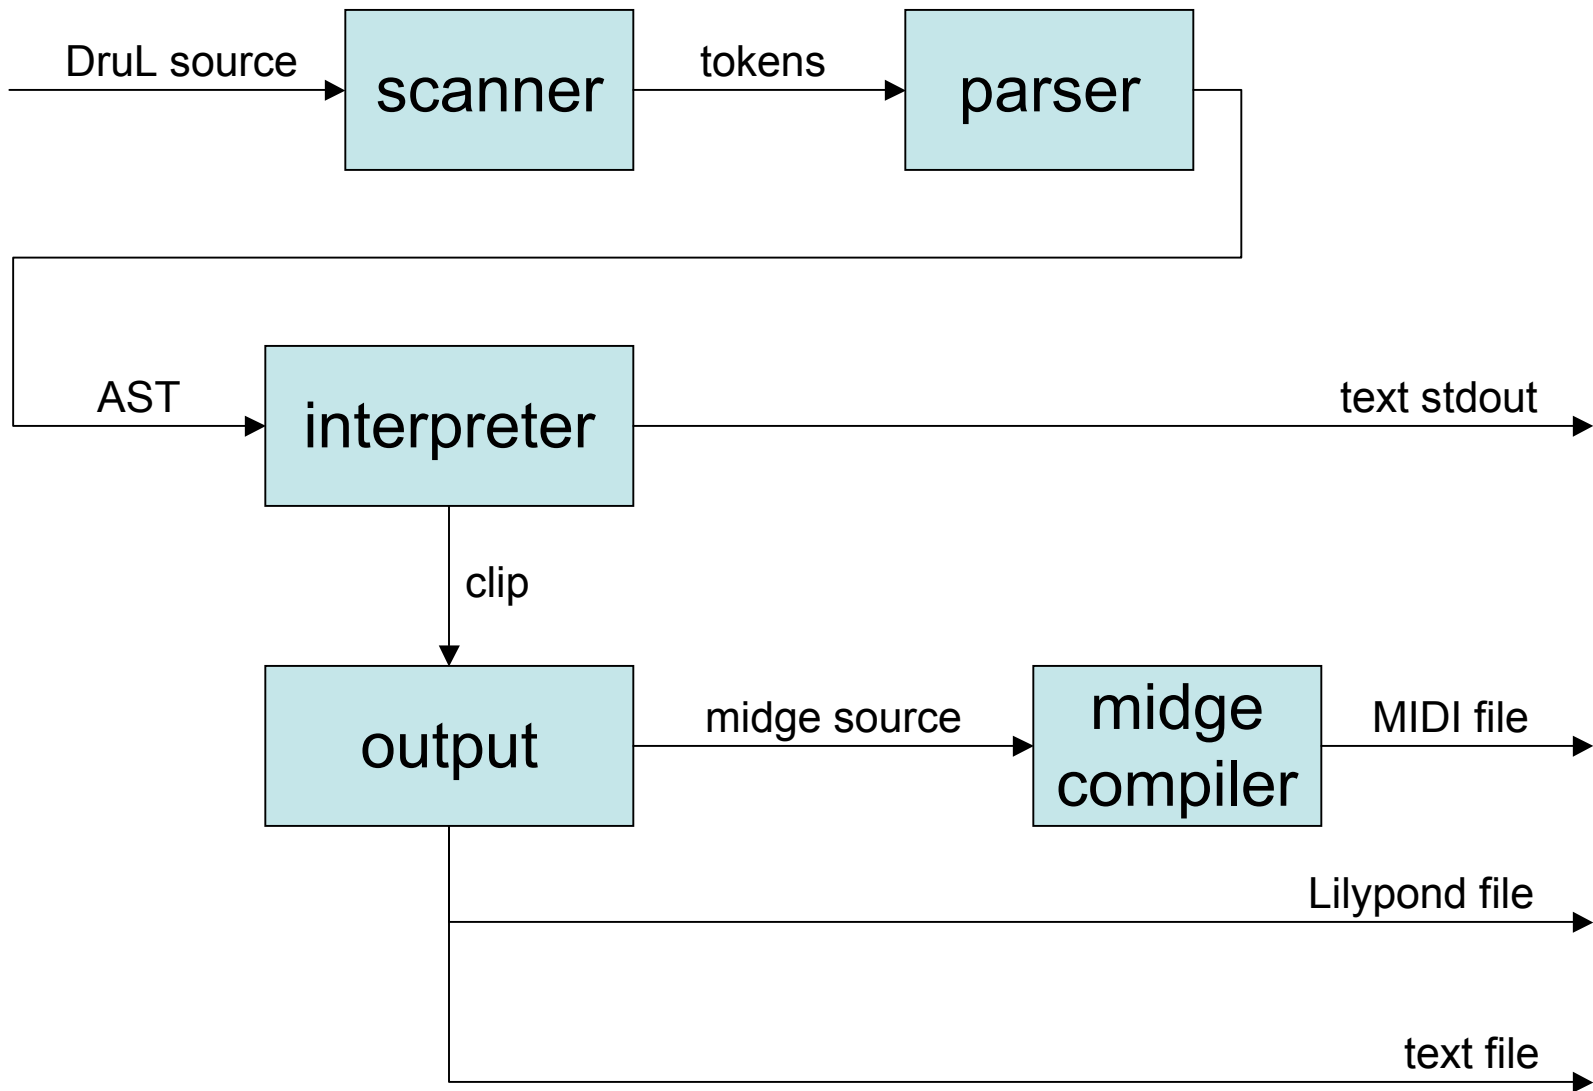 DruL source
scanner
tokens
parser
AST
interpreter
text stdout
clip
output
midge source
midge
compiler
MIDI file
Lilypond file
text file